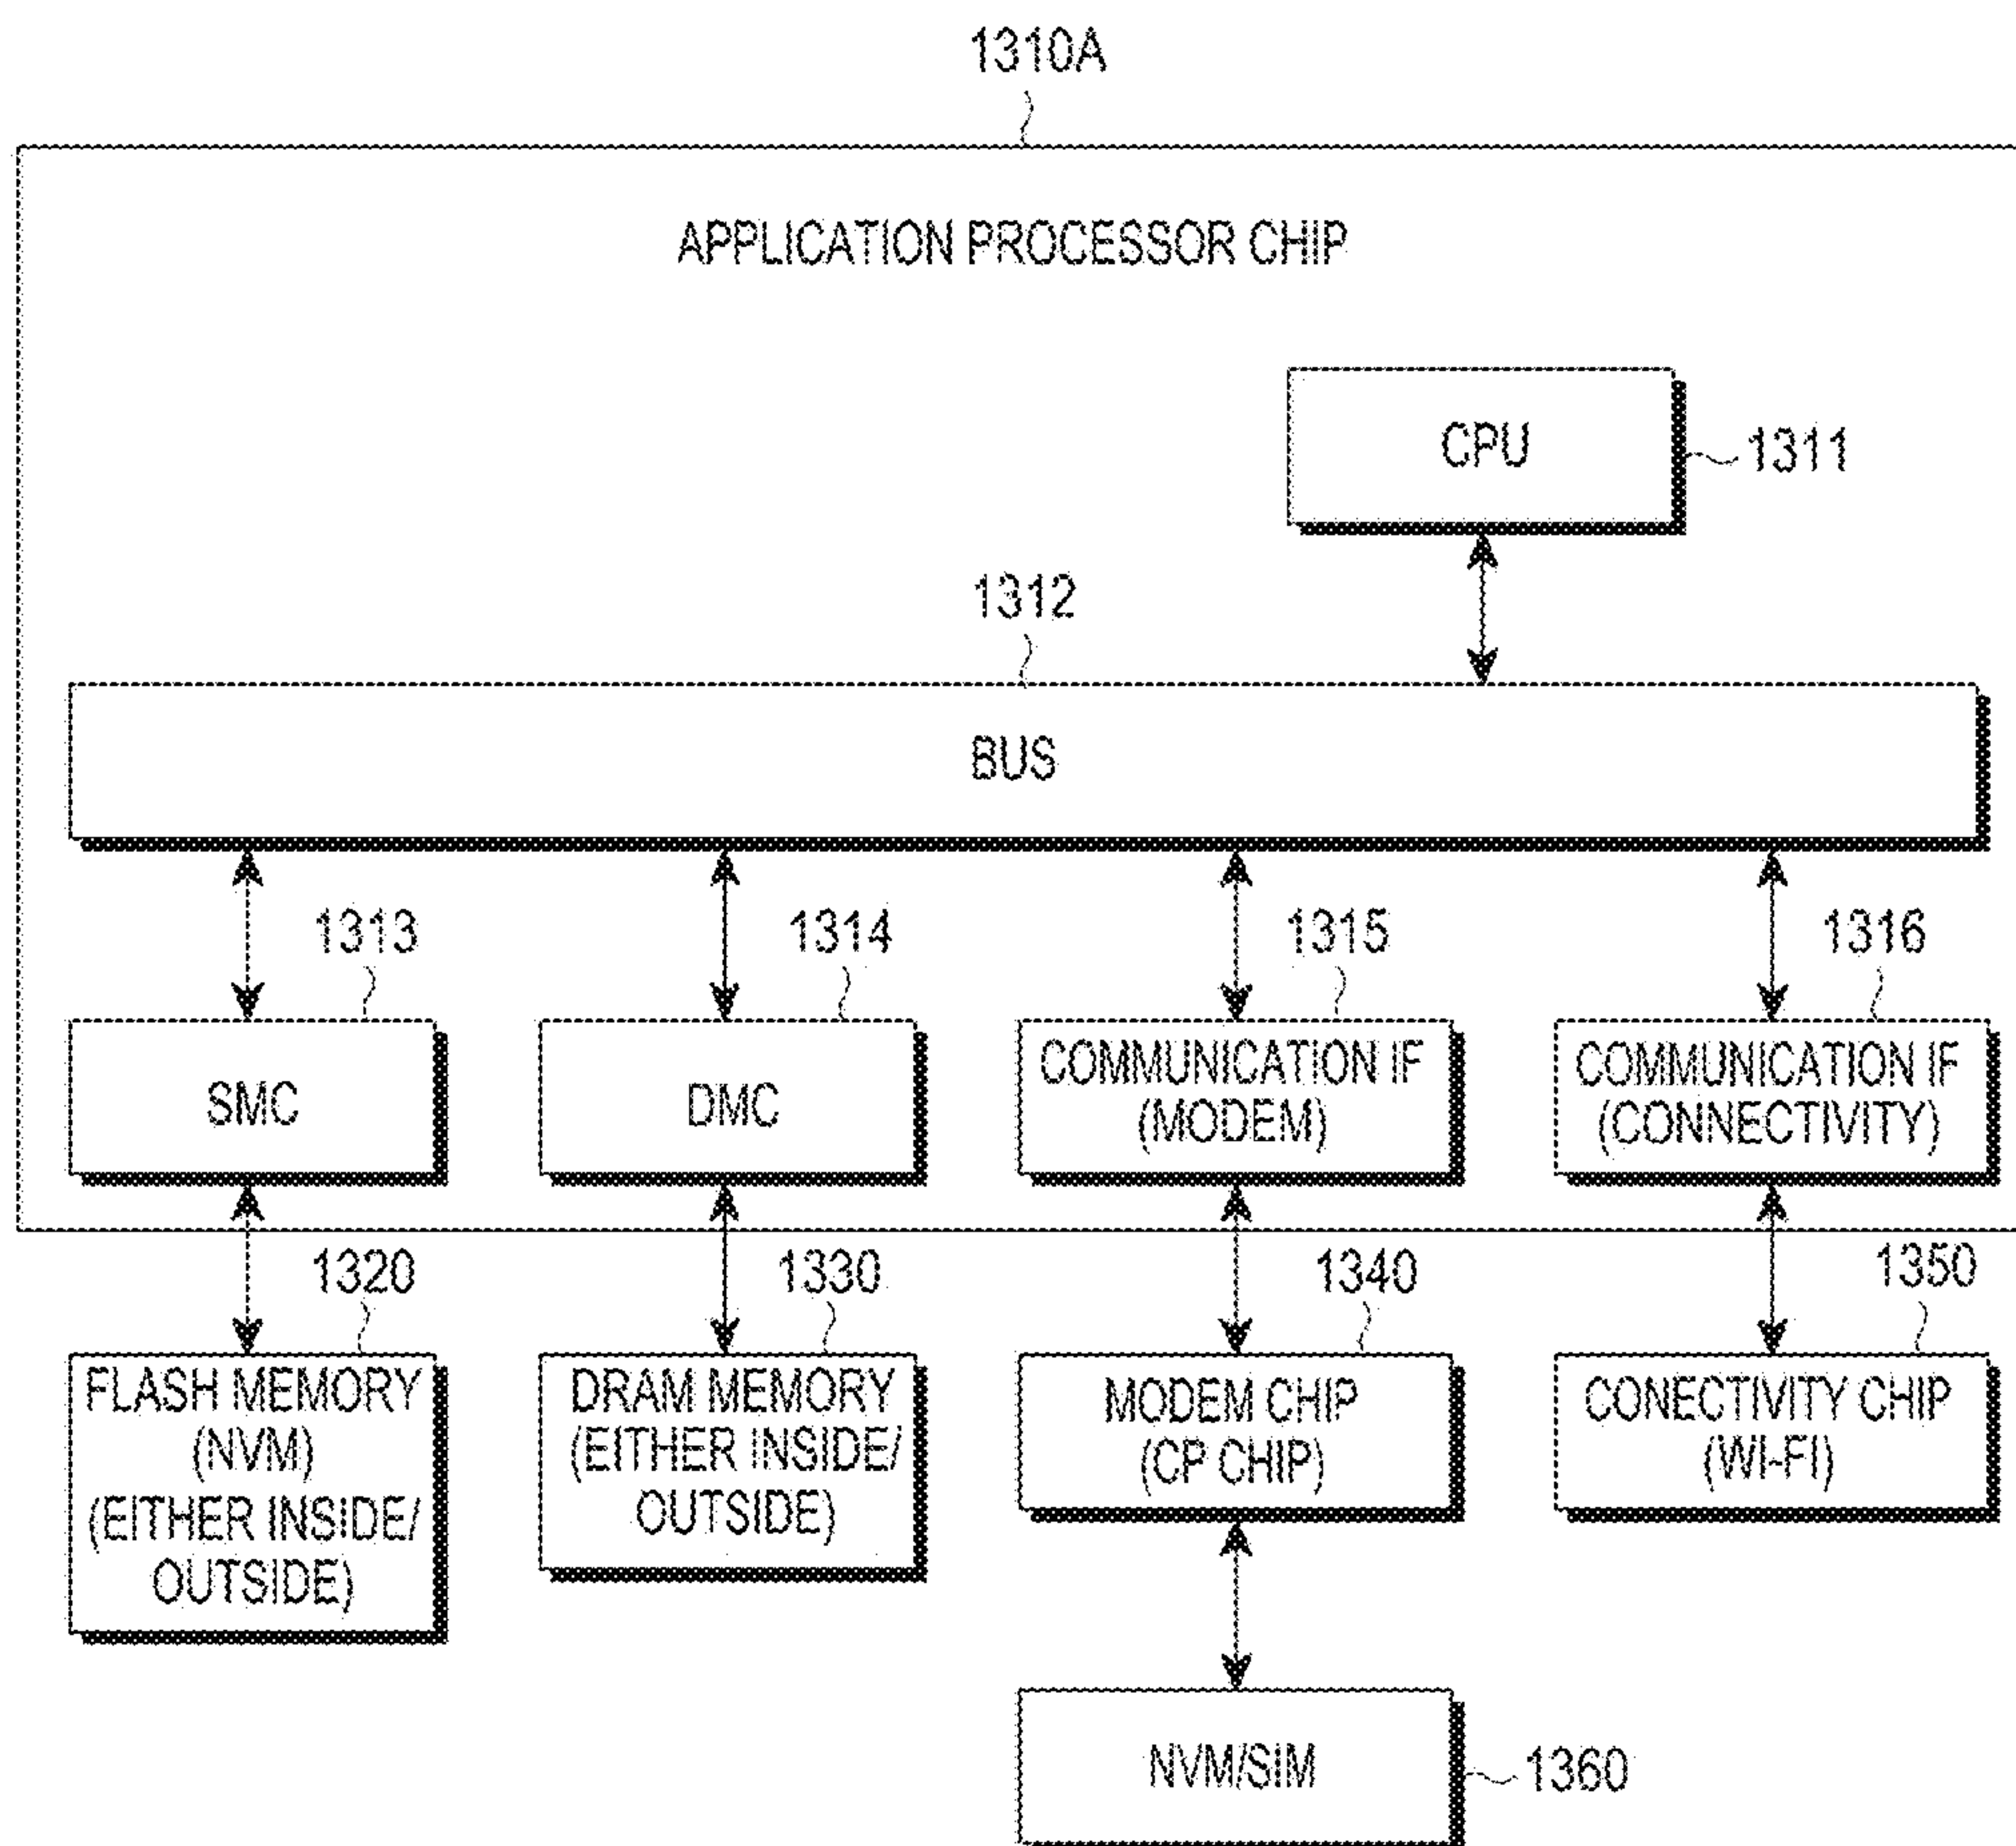 1310A
APPLICATION PROCESSOR CHIP
CPU
1311
1312
BUS
1313
1314
1315
1316
SMC
DMC
COMMUNICATION IF
(MODEM)
COMMUNICATION IF
(CONNECTIVITY)
1320
1330
1340
1350
FLASH MEMORY
(NVM)
(EITHER INSIDE/
OUTSIDE)
DRAM MEMORY
(EITHER INSIDE/
OUTSIDE)
MODEM CHIP
(CP CHIP)
CONECTIVITY CHIP
(WI-FI)
NVM/SIM
1360